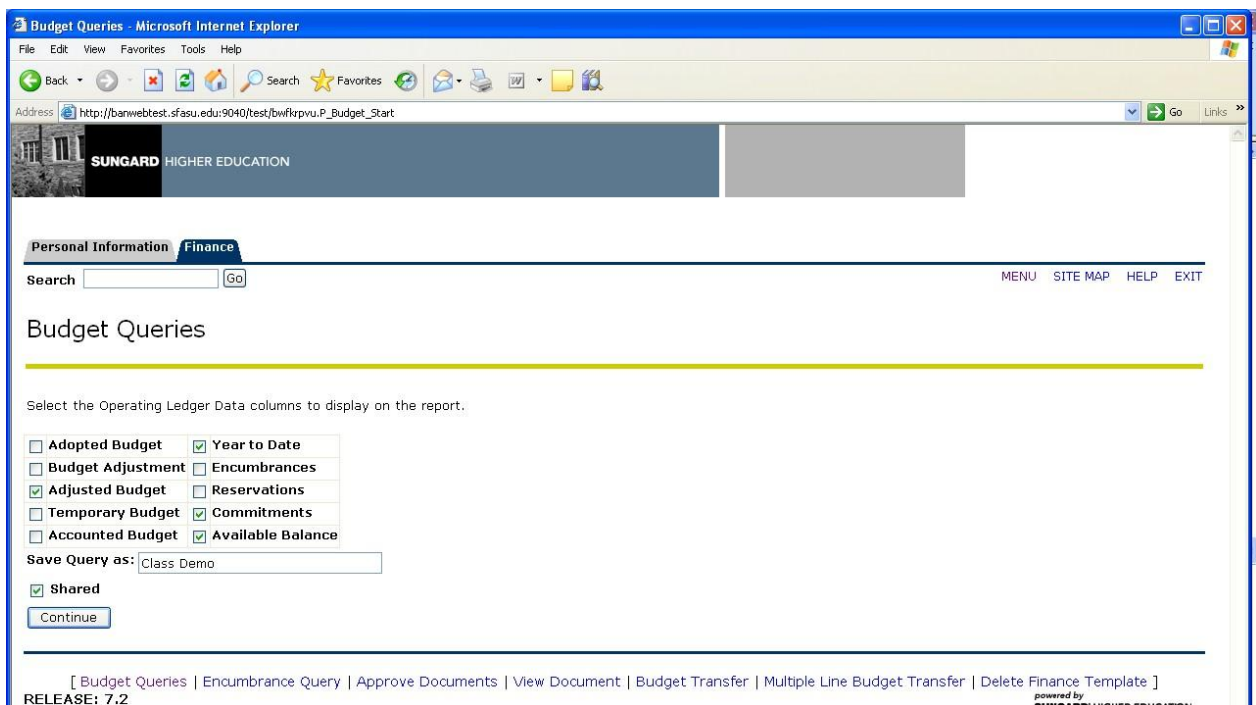 Budget Queries - Microsoft Internet Explorer
File Edit View Favorites Tools Help
Back Search Favorites
Address http://banwebtest.sfasu.edu:9040/test/bwfkrpvu.P_Budget_Start Go Links »
SUNGARD HIGHER EDUCATION
Personal Information Finance
Search Go MENU SITE MAP HELP EXIT
Budget Queries
Select the Operating Ledger Data columns to display on the report.
Adopted Budget Year to Date
Budget Adjustment Encumbrances
Adjusted Budget Reservations
Temporary Budget Commitments
Accounted Budget Available Balance
Save Query as: Class Demo
Shared
Continue
[ Budget Queries | Encumbrance Query | Approve Documents | View Document | Budget Transfer | Multiple Line Budget Transfer | Delete Finance Template ]
RELEASE: 7.2 powered by
SUNGARD HIGHER EDUCATION